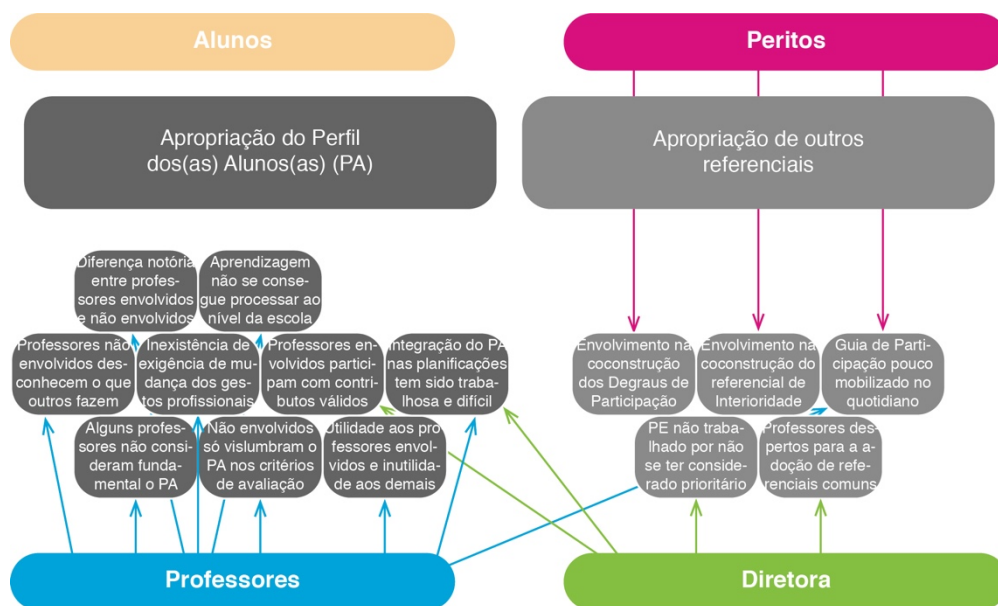 Alunos
Peritos
Apropriação do Perfil
dos(as) Alunos(as) (PA)
Apropriação de outros
referenciais
Diferença notória
entre profes-
sores envolvidos
e não envolvidos
Aprendizagem
não se conse-
gue processar ao
nível da escola
Professores não
envolvidos des-
conhecem o que
outros fazem
Inexistência de
exigência de mu-
dança dos ges-
tos profissionais
Professores en-
volvidos partici-
pam com contri-
butos válidos
Integração do PA
nas planificações
tem sido traba-
lhosa e difícil
Envolvimento na
coconstrução
dos Degraus de
Participação
Envolvimento na
coconstrução do
referencial de
Interioridade
Guia de Parti-
cipação pouco
mobilizado no
quotidiano
Alguns profes-
sores não consi-
deram funda-
mental o PA
Não envolvidos
só vislumbram o
PA nos critérios
de avaliação
Utilidade aos pro-
fessores envol-
vidos e inutilida-
de aos demais
PE não traba-
lhado por não
se ter conside-
rado prioritário
Professores des-
pertos para a a-
doção de refe-
renciais comuns
Professores
Diretora